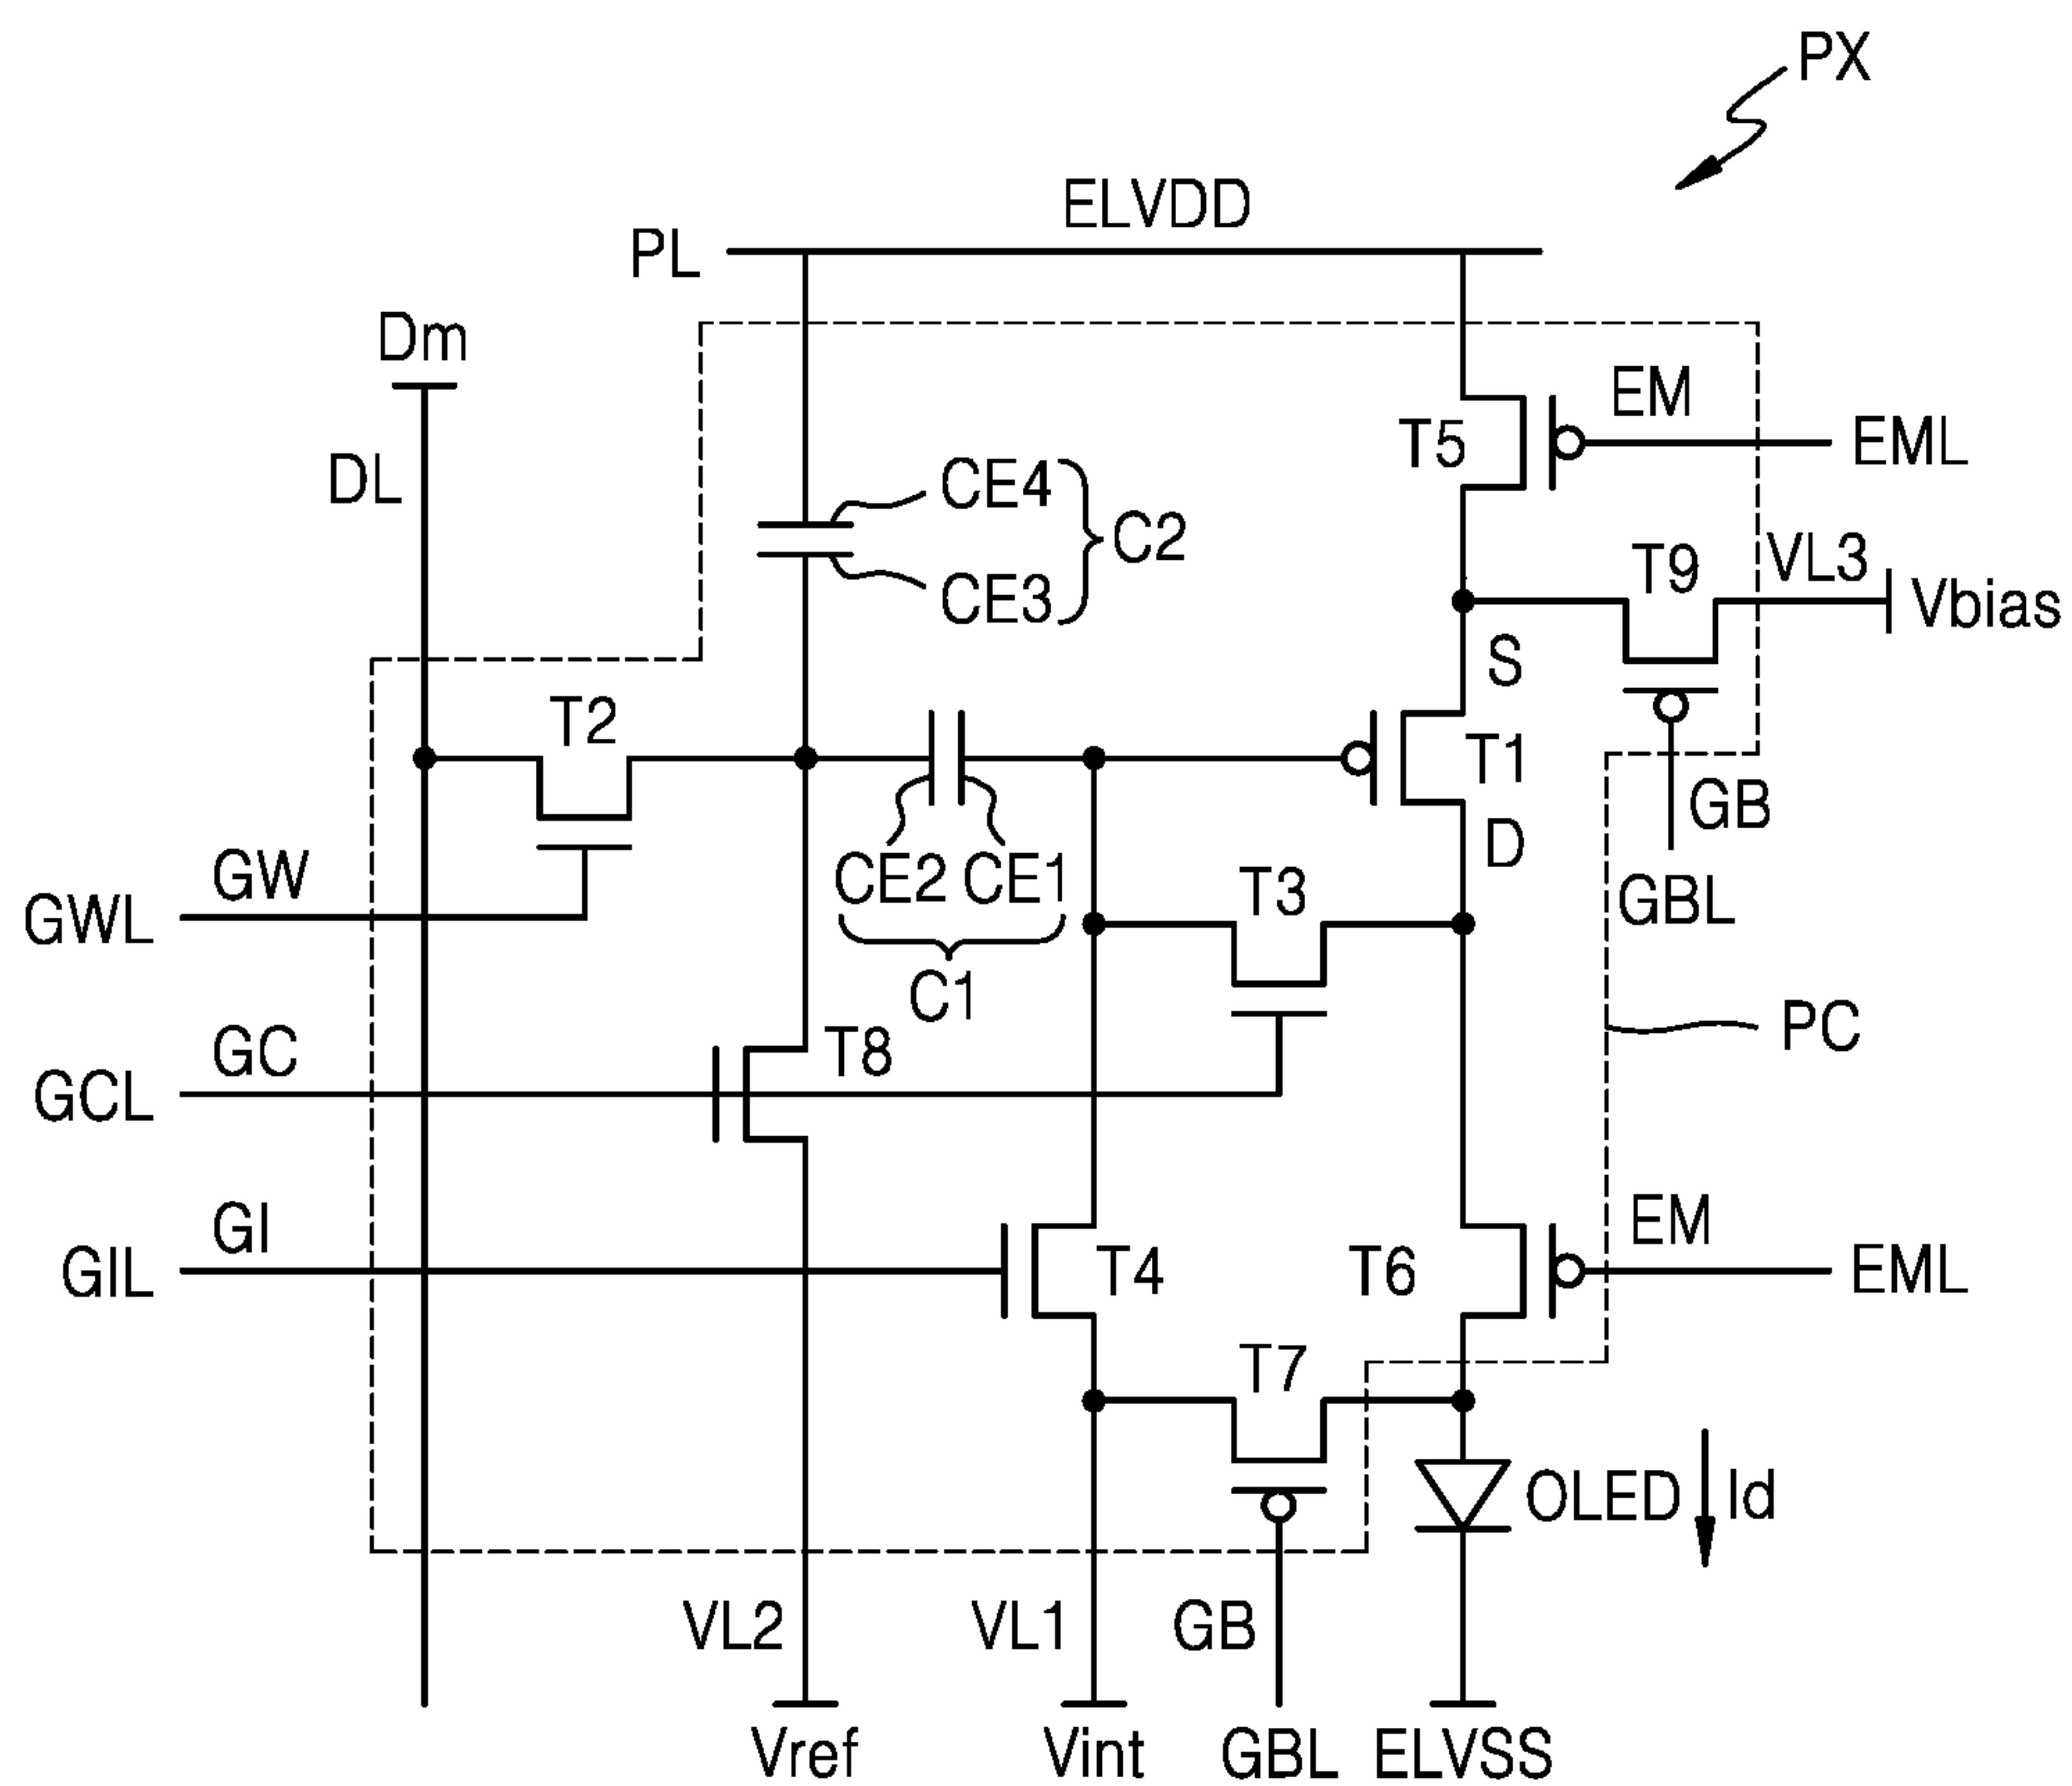 PX
ELVDD
PL
Dm
EM
EML
T5
DL
CE4
C2
CE3
T9
VL3
Vbias
S
T2
T1
GB
D
GBL
CE2
CE1
T3
GW
GWL
C1
PC
GC
T8
GCL
GI
GIL
T4
T6
EM
EML
T7
OLED
Id
VL2
VL1
GB
Vref
Vint
GBL
ELVSS